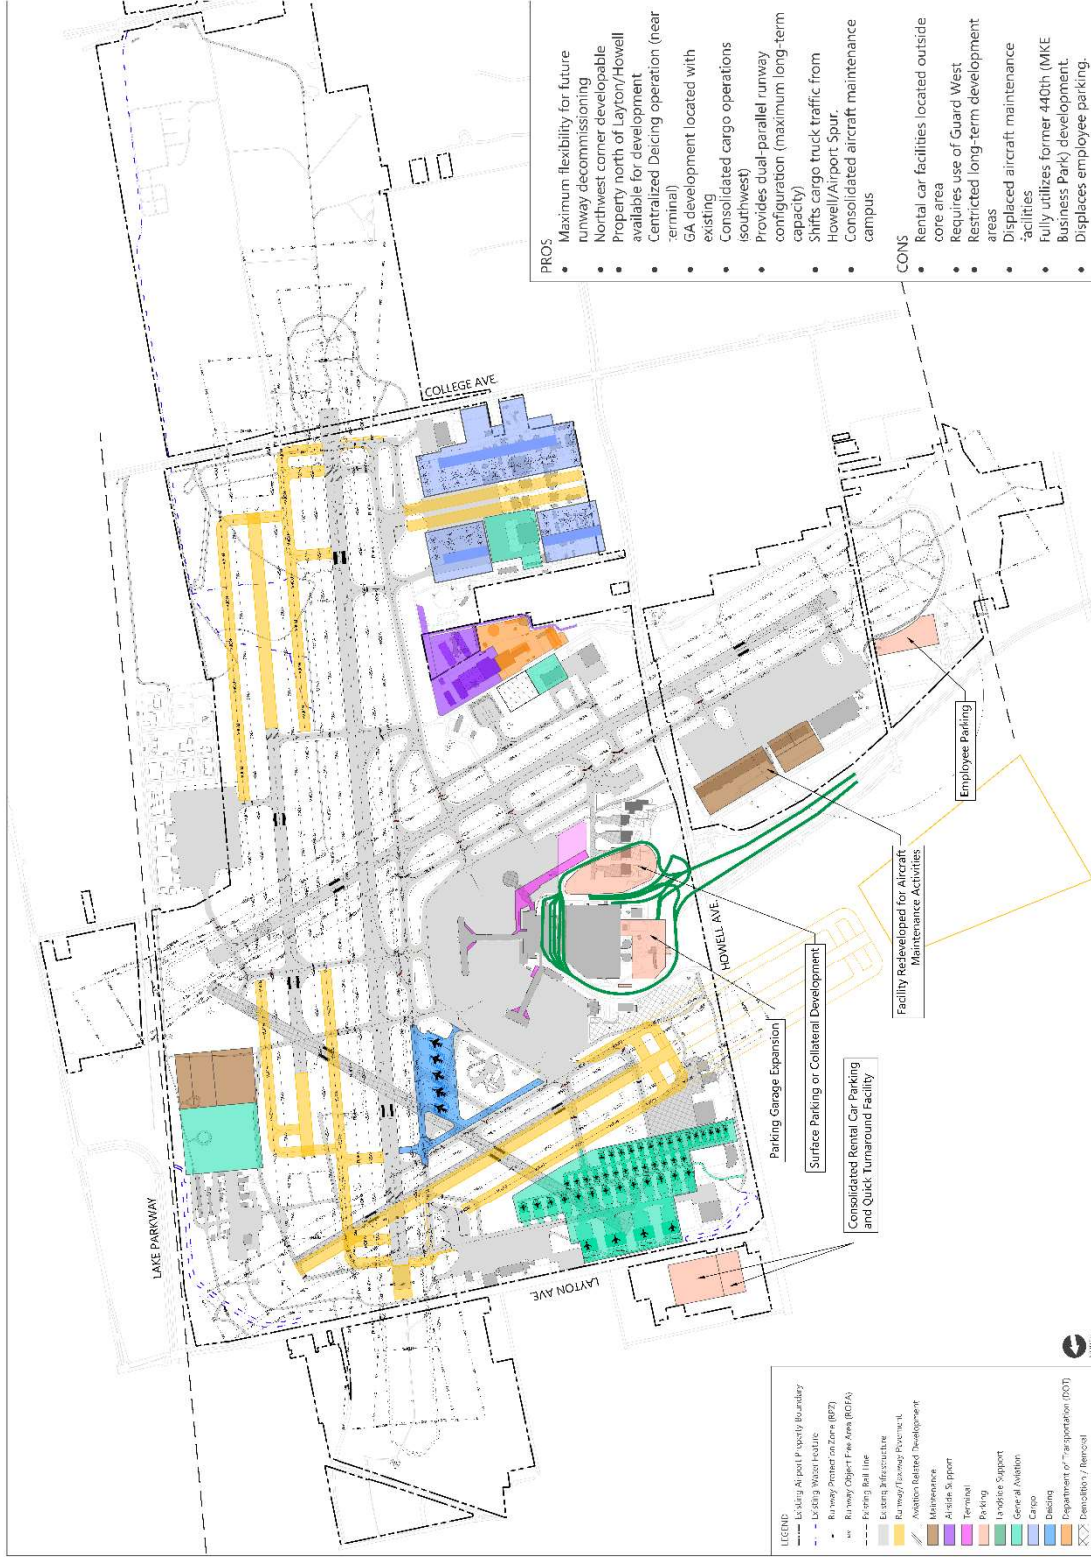 PROS
• Maximum flexibility for future
runway decommissioning
• Northwest corner developable
• Property north of Layton/Howell
available for development
• Centralized Deicing operation (near
terminal)
• GA development located with
existing
• Consolidated cargo operations
(southwest)
• Provides dual-parallel runway
configuration (maximum long-term
capacity)
• Shifts cargo truck traffic from
Howell/Airport Spur.
• Consolidated aircraft maintenance
campus
CONS
• Rental car facilities located outside
core area
• Requires use of Guard West
• Restricted long-term development
areas
• Displaced aircraft maintenance
facilities
• Fully utilizes former 440th (MKE
Business Park) development.
• Displaces employee parking.
COLLEGE AVE.
LAKE PARKWAY
HOWELL AVE.
LAYTON AVE.
Employee Parking
Facility Redeveloped for Aircraft
Maintenance Activities
Parking Garage Expansion
Surface Parking or Collateral Development
Consolidated Rental Car Parking
and Quick Turnaround Facility
LEGEND
Existing Airport Property Boundary
Existing Water Feature
Runway Protection Zone (RPZ)
Runway Object Free Area (ROFA)
Existing Rail Line
Existing Infrastructure
Runway/Taxiway Pavement
Aviation Related Development
Maintenance
Airside Support
Terminal
Parking
Landside Support
General Aviation
Cargo
Deicing
Department of Transportation (DOT)
Demolition / Removal